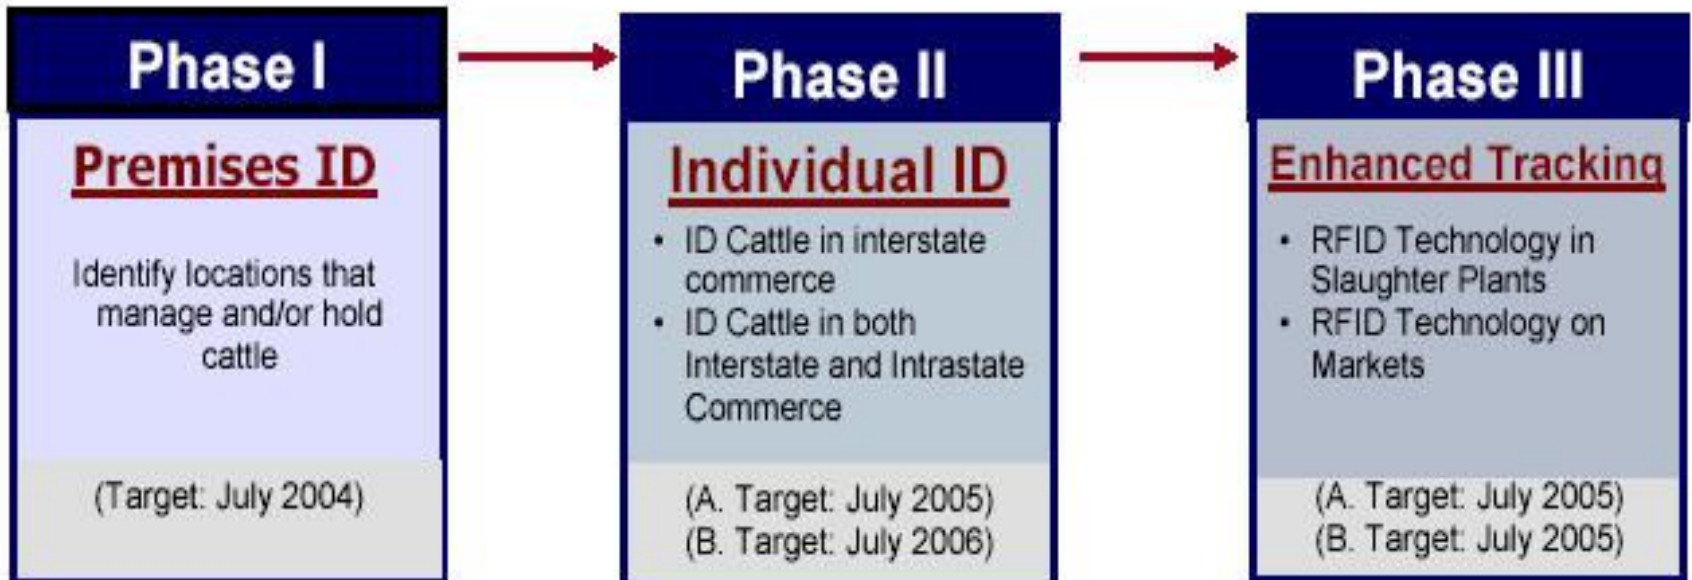 Phase I
Premises ID
Identify locations that
manage and/or hold
cattle
(Target: July 2004)
Phase II
Individual ID
• ID Cattle in interstate
commerce
• ID Cattle in both
Interstate and Intrastate
Commerce
(A. Target: July 2005)
(B. Target: July 2006)
Phase III
Enhanced Tracking
• RFID Technology in
Slaughter Plants
• RFID Technology on
Markets
(A. Target: July 2005)
(B. Target: July 2005)